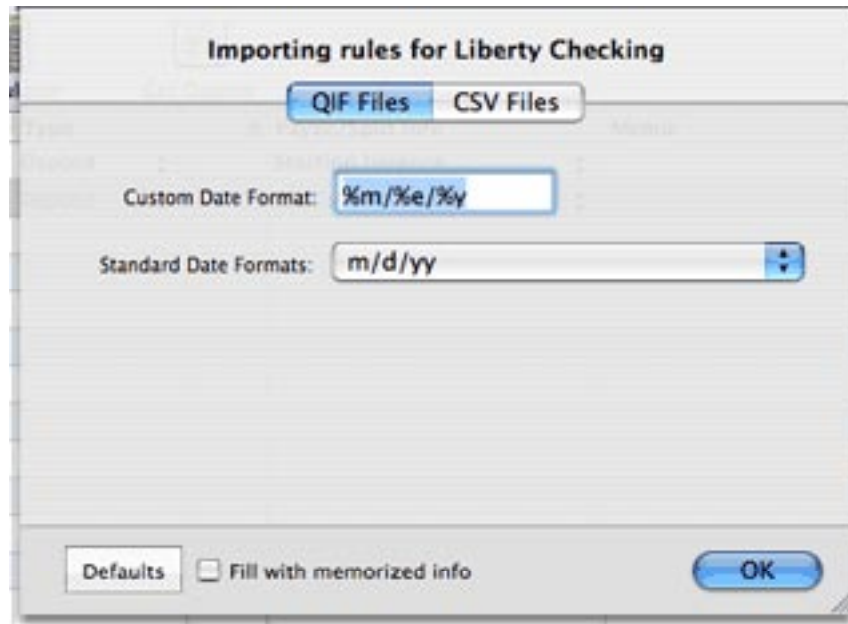 Importing rules for Liberty Checking
QIF Files CSV Files
Custom Date Format: %m/%e/%y
Standard Date Formats: m/d/yy
Defaults Fill with memorized info OK